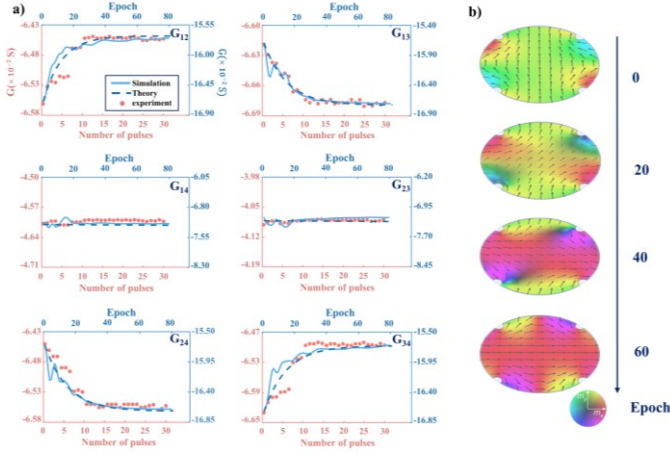 a)
b)
Epoch
0 20 40 60 80
-6.43
-6.48
-6.53
-6.58
G(× 10⁻² S)
G₁₂
-15.55
-16.00
-16.45
-16.90
G(× 10⁻² S)
Simulation
Theory
experiment
0 5 10 15 20 25 30
Number of pulses
Epoch
0 20 40 60 80
-6.60
-6.69
G₁₃
-15.40
-15.90
-16.40
-16.90
0 5 10 15 20 25 30
Number of pulses
Epoch
0 20 40 60 80
-4.50
-4.57
-4.64
-4.71
G₁₄
-6.05
-6.80
-7.55
-8.30
0 5 10 15 20 25 30
Number of pulses
Epoch
0 20 40 60 80
-3.98
-4.05
-4.12
-4.19
G₂₃
-6.20
-6.95
-7.70
-8.45
0 5 10 15 20 25 30
Number of pulses
Epoch
0 20 40 60 80
-6.43
-6.48
-6.53
-6.58
G₂₄
-15.50
-15.95
-16.40
-16.85
0 5 10 15 20 25 30
Number of pulses
Epoch
0 20 40 60 80
-6.47
-6.53
-6.59
-6.65
G₃₄
-15.50
-15.95
-16.40
-16.85
0 5 10 15 20 25 30
Number of pulses
0
20
40
60
Epoch